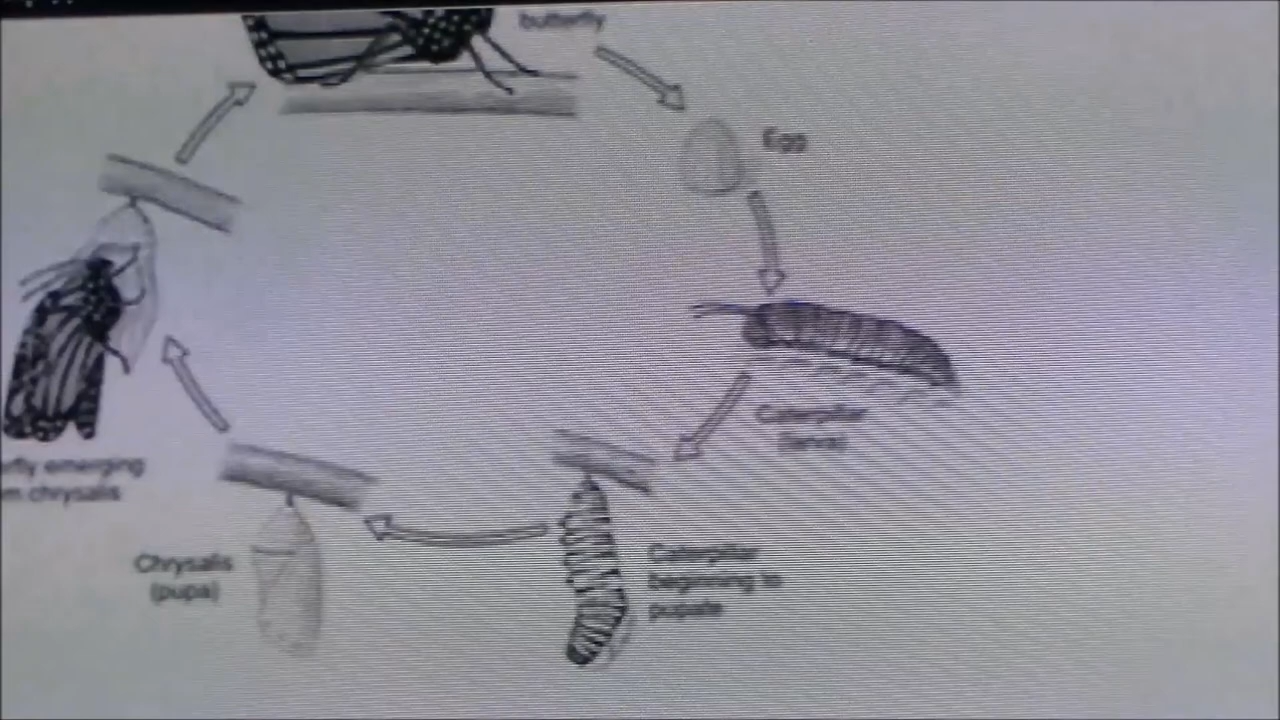 butterfly
Egg
Caterpillar
(larva)
Caterpillar
beginning to
pupate
Chrysalis
(pupa)
rfly emerging
m chrysalis